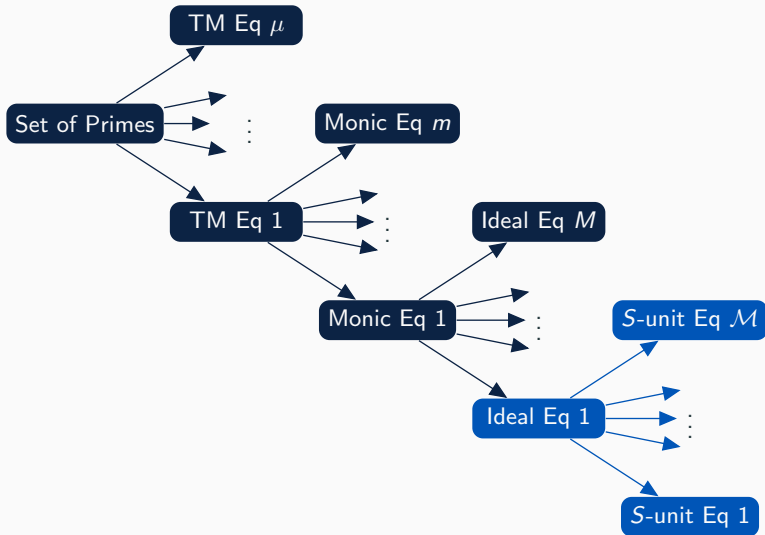 TM Eq μ
Set of Primes
⋮
Monic Eq m
TM Eq 1
⋮
Ideal Eq M
Monic Eq 1
⋮
S-unit Eq ℳ
Ideal Eq 1
⋮
S-unit Eq 1